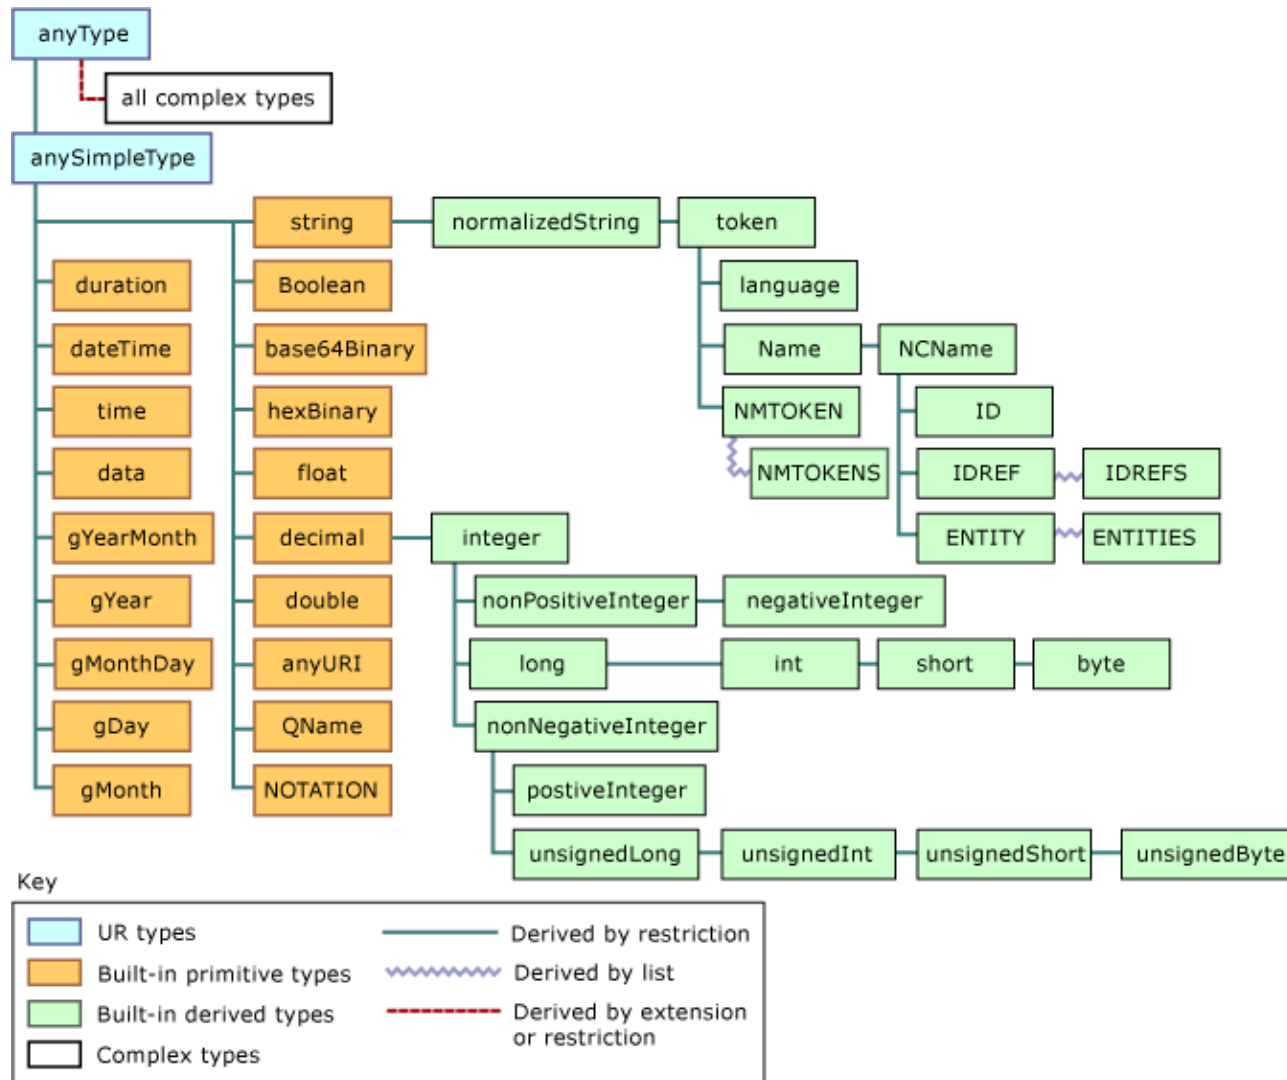 anyType
all complex types
anySimpleType
string normalizedString token
duration Boolean language
dateTime base64Binary Name NCName
time hexBinary NMTOKEN ID
data float NMTOKENS IDREF IDREFS
gYearMonth decimal integer ENTITY ENTITIES
gYear double nonPositiveInteger negativeInteger
gMonthDay anyURI long int short byte
gDay QName nonNegativeInteger
gMonth NOTATION postiveInteger
unsignedLong unsignedInt unsignedShort unsignedByte
Key
UR types Derived by restriction
Built-in primitive types Derived by list
Built-in derived types Derived by extension
or restriction
Complex types